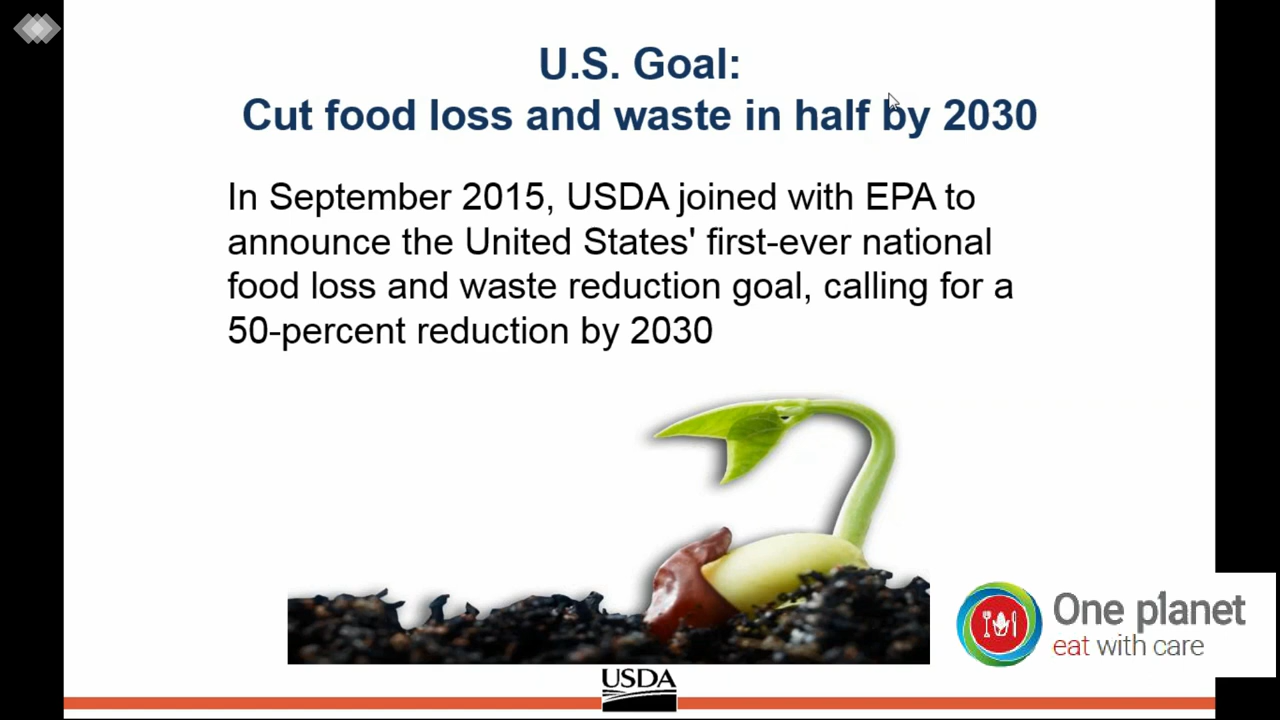 U.S. Goal:
Cut food loss and waste in half by 2030
In September 2015, USDA joined with EPA to
announce the United States' first-ever national
food loss and waste reduction goal, calling for a
50-percent reduction by 2030
One planet
eat with care
USDA